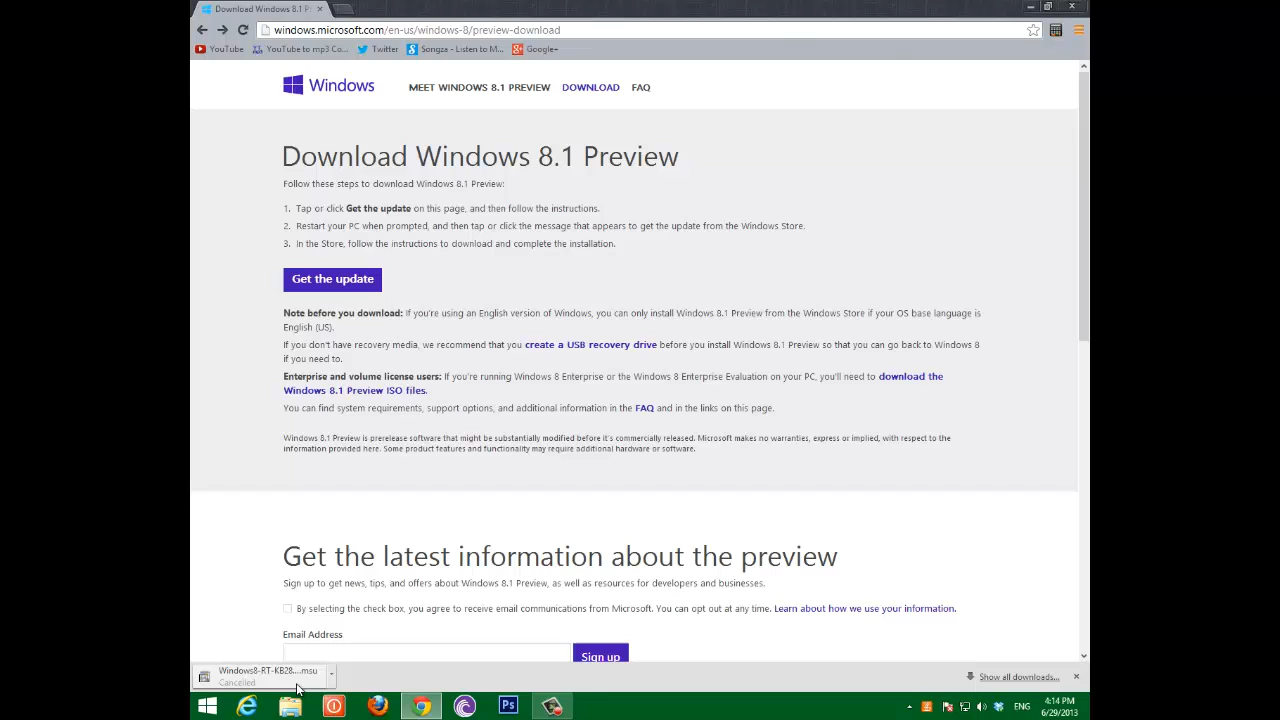 Download Windows 8.1 P
windows.microsoft.com/en-us/windows-8/preview-download
YouTube YouTube to mp3 Co... Twitter Songza - Listen to M... Google+
Windows MEET WINDOWS 8.1 PREVIEW DOWNLOAD FAQ
Download Windows 8.1 Preview
Follow these steps to download Windows 8.1 Preview:
1. Tap or click Get the update on this page, and then follow the instructions.
2. Restart your PC when prompted, and then tap or click the message that appears to get the update from the Windows Store.
3. In the Store, follow the instructions to download and complete the installation.
Get the update
Note before you download: If you're using an English version of Windows, you can only install Windows 8.1 Preview from the Windows Store if your OS base language is
English (US).
If you don't have recovery media, we recommend that you create a USB recovery drive before you install Windows 8.1 Preview so that you can go back to Windows 8
if you need to.
Enterprise and volume license users: If you're running Windows 8 Enterprise or the Windows 8 Enterprise Evaluation on your PC, you'll need to download the
Windows 8.1 Preview ISO files.
You can find system requirements, support options, and additional information in the FAQ and in the links on this page.
Windows 8.1 Preview is prerelease software that might be substantially modified before it's commercially released. Microsoft makes no warranties, express or implied, with respect to the
information provided here. Some product features and functionality may require additional hardware or software.
Get the latest information about the preview
Sign up to get news, tips, and offers about Windows 8.1 Preview, as well as resources for developers and businesses.
By selecting the check box, you agree to receive email communications from Microsoft. You can opt out at any time. Learn about how we use your information.
Email Address
Sign up
Windows8-RT-KB28....msu
Cancelled
Show all downloads...
Ps
ENG
4:14 PM
6/29/2013